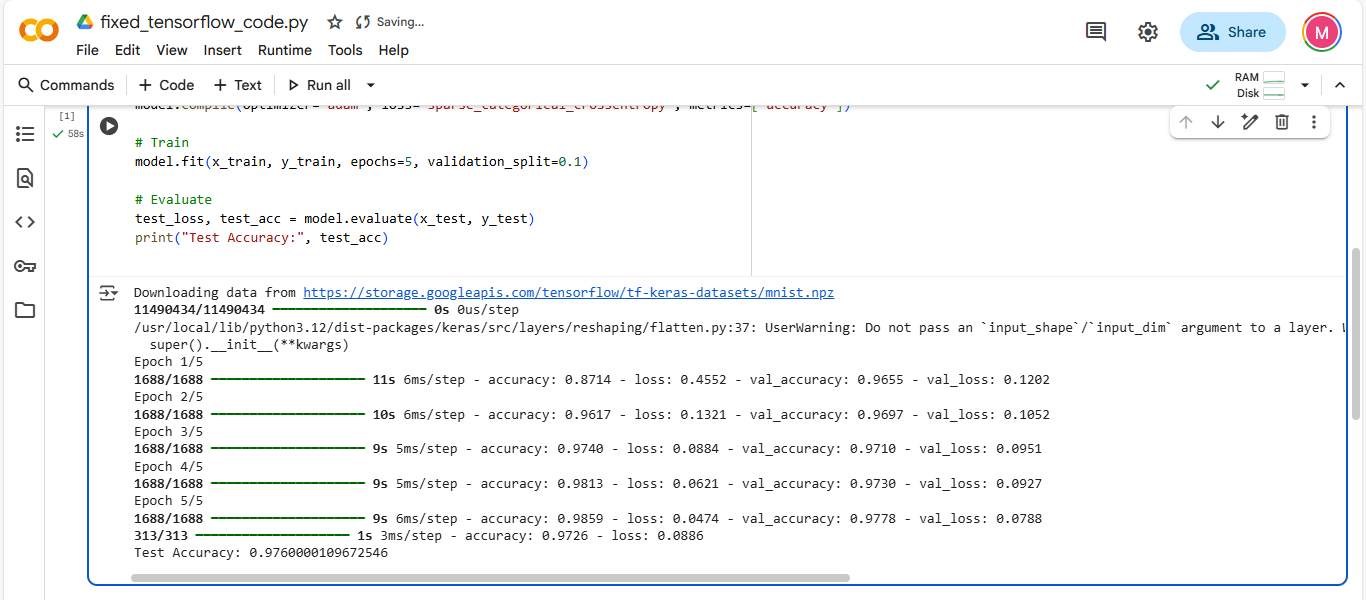 fixed_tensorflow_code.py Saving...
File Edit View Insert Runtime Tools Help
Share
M
Commands + Code + Text Run all
RAM
Disk
[1]
58s
model.compile(optimizer='adam', loss='sparse_categorical_crossentropy', metrics=['accuracy'])
# Train
model.fit(x_train, y_train, epochs=5, validation_split=0.1)
# Evaluate
test_loss, test_acc = model.evaluate(x_test, y_test)
print("Test Accuracy:", test_acc)
Downloading data from https://storage.googleapis.com/tensorflow/tf-keras-datasets/mnist.npz
11490434/11490434 ━━━━━━━━━━━━━━━━━━━━ 0s 0us/step
/usr/local/lib/python3.12/dist-packages/keras/src/layers/reshaping/flatten.py:37: UserWarning: Do not pass an `input_shape`/`input_dim` argument to a layer.
super().__init__(**kwargs)
Epoch 1/5
1688/1688 ━━━━━━━━━━━━━━━━━━━━ 11s 6ms/step - accuracy: 0.8714 - loss: 0.4552 - val_accuracy: 0.9655 - val_loss: 0.1202
Epoch 2/5
1688/1688 ━━━━━━━━━━━━━━━━━━━━ 10s 6ms/step - accuracy: 0.9617 - loss: 0.1321 - val_accuracy: 0.9697 - val_loss: 0.1052
Epoch 3/5
1688/1688 ━━━━━━━━━━━━━━━━━━━━ 9s 5ms/step - accuracy: 0.9740 - loss: 0.0884 - val_accuracy: 0.9710 - val_loss: 0.0951
Epoch 4/5
1688/1688 ━━━━━━━━━━━━━━━━━━━━ 9s 5ms/step - accuracy: 0.9813 - loss: 0.0621 - val_accuracy: 0.9730 - val_loss: 0.0927
Epoch 5/5
1688/1688 ━━━━━━━━━━━━━━━━━━━━ 9s 6ms/step - accuracy: 0.9859 - loss: 0.0474 - val_accuracy: 0.9778 - val_loss: 0.0788
313/313 ━━━━━━━━━━━━━━━━━━━━ 1s 3ms/step - accuracy: 0.9726 - loss: 0.0886
Test Accuracy: 0.9760000109672546